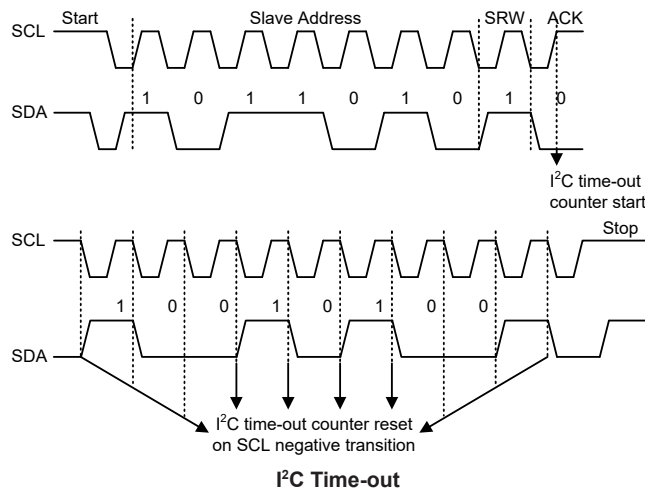 Start Slave Address SRW ACK
SCL
1 0 1 1 0 1 0 1 0
SDA
I²C time-out
counter start
Stop
SCL
1 0 0 1 0 1 0 0
SDA
I²C time-out counter reset
on SCL negative transition
I²C Time-out